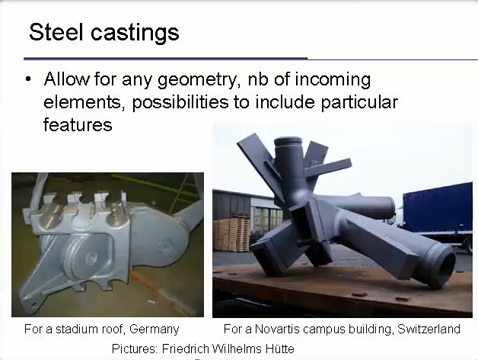 Steel castings
• Allow for any geometry, nb of incoming
elements, possibilities to include particular
features
For a stadium roof, Germany
For a Novartis campus building, Switzerland
Pictures: Friedrich Wilhelms Hütte